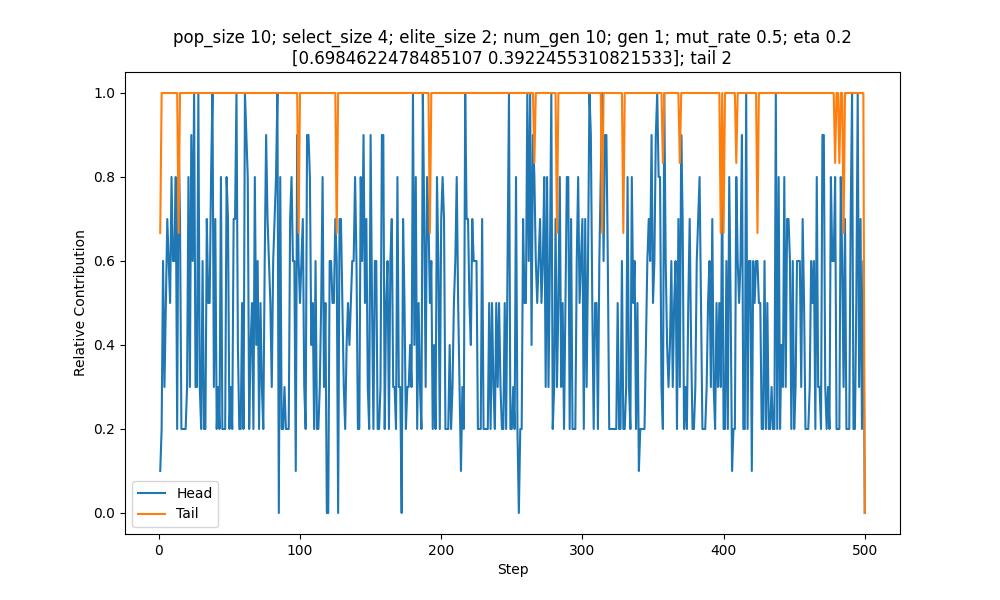 pop_size 10; select_size 4; elite_size 2; num_gen 10; gen 1; mut_rate 0.5; eta 0.2
[0.6984622478485107 0.3922455310821533]; tail 2
1.0
0.8
0.6
0.4
0.2
0.0
Relative Contribution
Head
Tail
0
100
200
300
400
500
Step